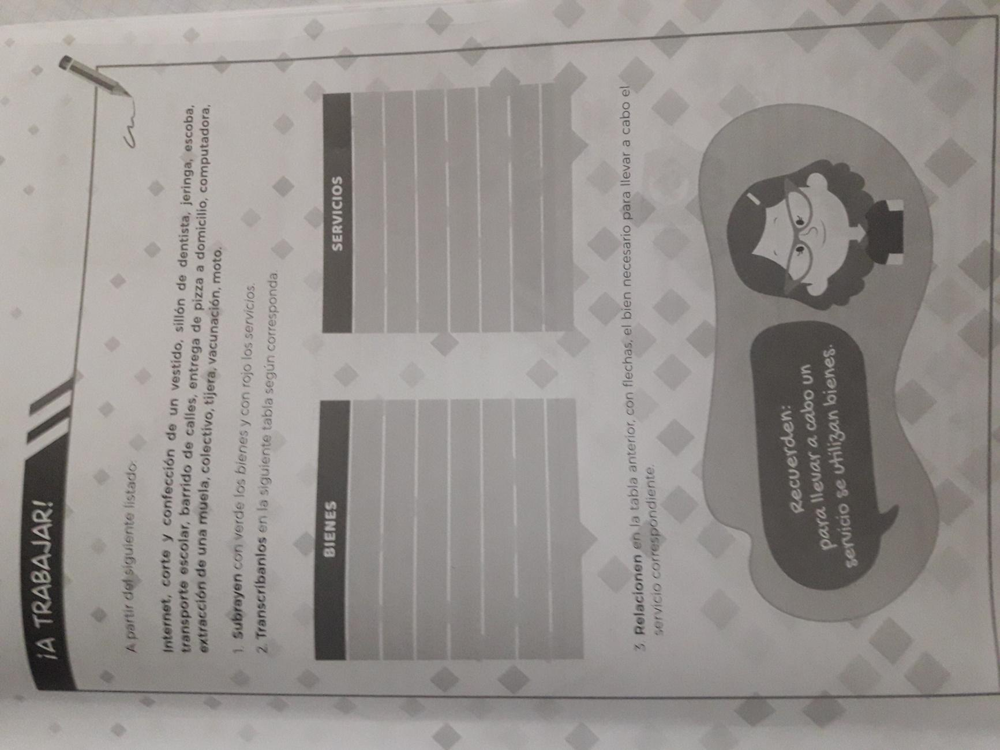 ¡A TRABAJAR!
A partir del siguiente listado:
Internet, corte y confección de un vestido, sillón de dentista, jeringa, escoba,
transporte escolar, barrido de calles, entrega de pizza a domicilio, computadora,
extracción de una muela, colectivo, tijera, vacunación, moto.
1. Subrayen con verde los bienes y con rojo los servicios.
2. Transcríbanlos en la siguiente tabla según corresponda.
BIENES
SERVICIOS
3. Relacionen en la tabla anterior, con flechas, el bien necesario para llevar a cabo el
servicio correspondiente.
Recuerden:
para llevar a cabo un
servicio se utilizan bienes.